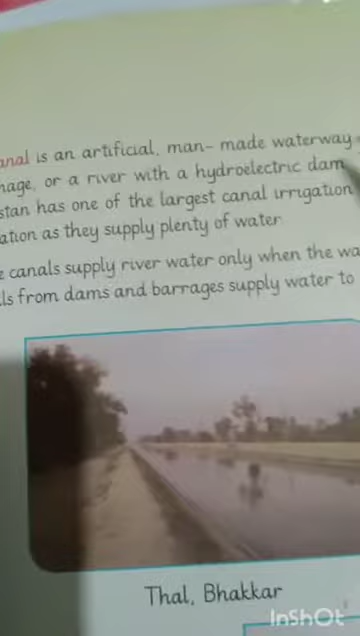 anal is an artificial, man- made waterway
nage, or a river with a hydroelectric dam
stan has one of the largest canal irrigation
ation as they supply plenty of water
e canals supply river water only when the wa
ls from dams and barrages supply water to
Thal, Bhakkar
InShOt